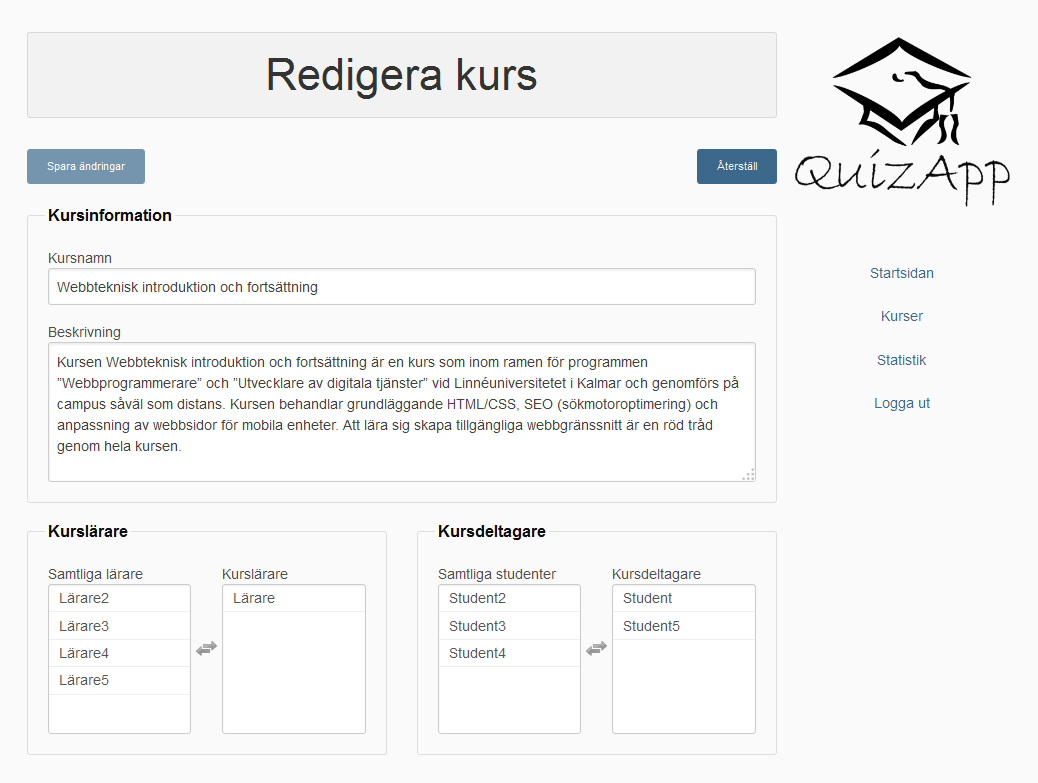 Redigera kurs
QuizApp
Spara ändringar
Återställ
Kursinformation
Kursnamn
Webbteknisk introduktion och fortsättning
Beskrivning
Kursen Webbteknisk introduktion och fortsättning är en kurs som inom ramen för programmen
”Webbprogrammerare” och ”Utvecklare av digitala tjänster” vid Linnéuniversitetet i Kalmar och genomförs på
campus såväl som distans. Kursen behandlar grundläggande HTML/CSS, SEO (sökmotoroptimering) och
anpassning av webbsidor för mobila enheter. Att lära sig skapa tillgängliga webbgränssnitt är en röd tråd
genom hela kursen.
Startsidan
Kurser
Statistik
Logga ut
Kurslärare
Samtliga lärare
Lärare2
Lärare3
Lärare4
Lärare5
Kurslärare
Lärare
Kursdeltagare
Samtliga studenter
Student2
Student3
Student4
Kursdeltagare
Student
Student5